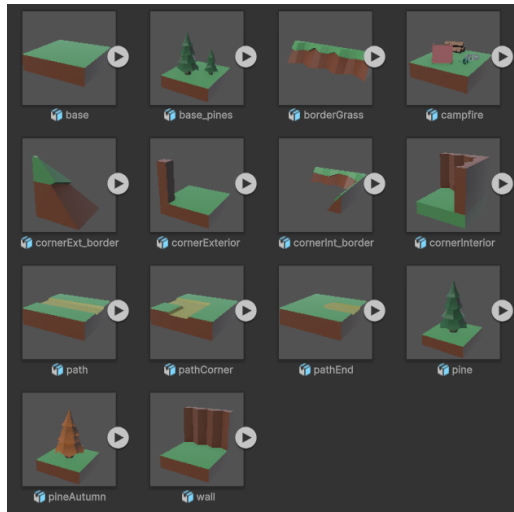 base
base_pines
borderGrass
campfire
cornerExt_border
cornerExterior
cornerInt_border
cornerInterior
path
pathCorner
pathEnd
pine
pineAutumn
wall